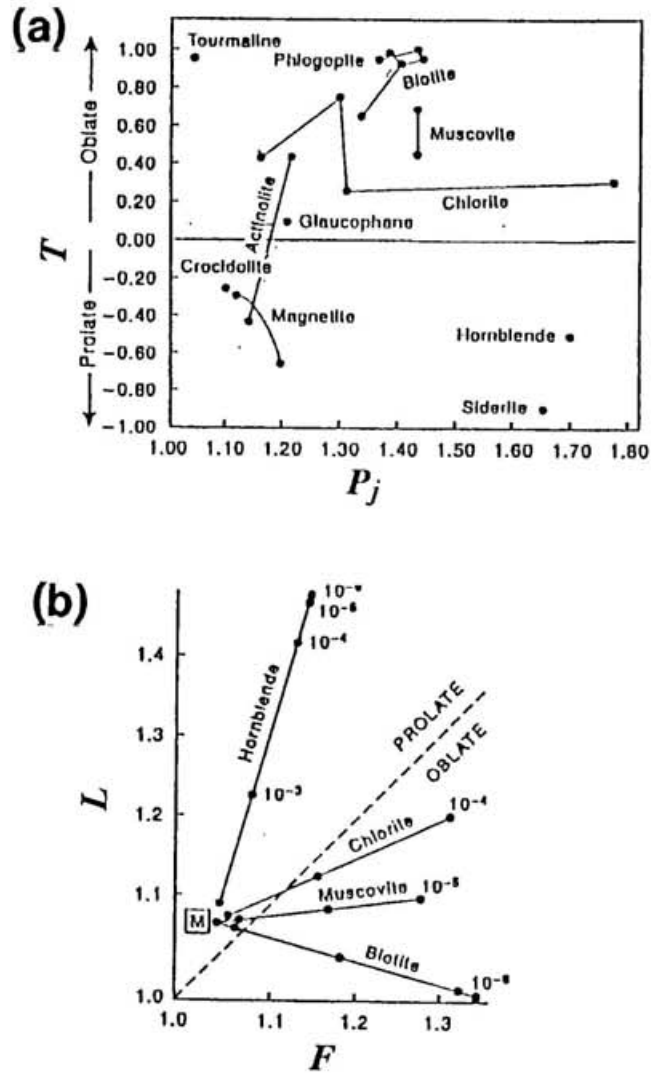 (a)
Tourmaline
Phlogopite
Biotite
Muscovite
Chlorite
Actinolite
Glaucophane
Crocidolite
Magnetite
Hornblende
Siderite
T
Prolate
Oblate
1.00
0.80
0.60
0.40
0.20
0.00
-0.20
-0.40
-0.60
-0.80
-1.00
1.00 1.10 1.20 1.30 1.40 1.50 1.60 1.70 1.80
Pj
(b)
10⁻⁵
10⁻⁴
Hornblende
10⁻³
PROLATE
OBLATE
10⁻⁴
Chlorite
Muscovite
10⁻⁵
Biotite
M
L
1.4
1.3
1.2
1.1
1.0
1.0 1.1 1.2 1.3
F